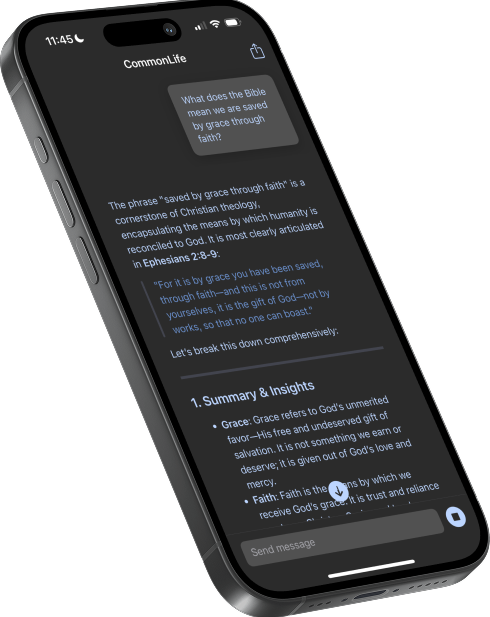 11:45
CommonLife
What does the Bible
mean we are saved
by grace through
faith?
The phrase "saved by grace through faith" is a
cornerstone of Christian theology,
encapsulating the means by which humanity is
reconciled to God. It is most clearly articulated
in Ephesians 2:8-9:
"For it is by grace you have been saved,
through faith—and this is not from
yourselves, it is the gift of God—not by
works, so that no one can boast."
Let's break this down comprehensively:
1. Summary & Insights
• Grace: Grace refers to God's unmerited
favor—His free and undeserved gift of
salvation. It is not something we earn or
deserve; it is given out of God's love and
mercy.
• Faith: Faith is the by which we
receive God's grace. It is trust and reliance
Send message